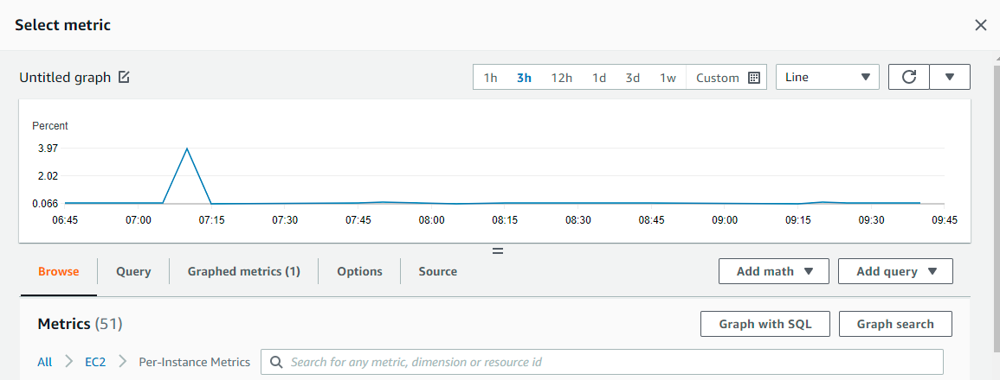 Select metric
Untitled graph
1h 3h 12h 1d 3d 1w Custom Line
Percent
3.97
2.02
0.066
06:45 07:00 07:15 07:30 07:45 08:00 08:15 08:30 08:45 09:00 09:15 09:30 09:45
Browse Query Graphed metrics (1) Options Source Add math Add query
Metrics (51) Graph with SQL Graph search
All EC2 Per-Instance Metrics Search for any metric, dimension or resource id